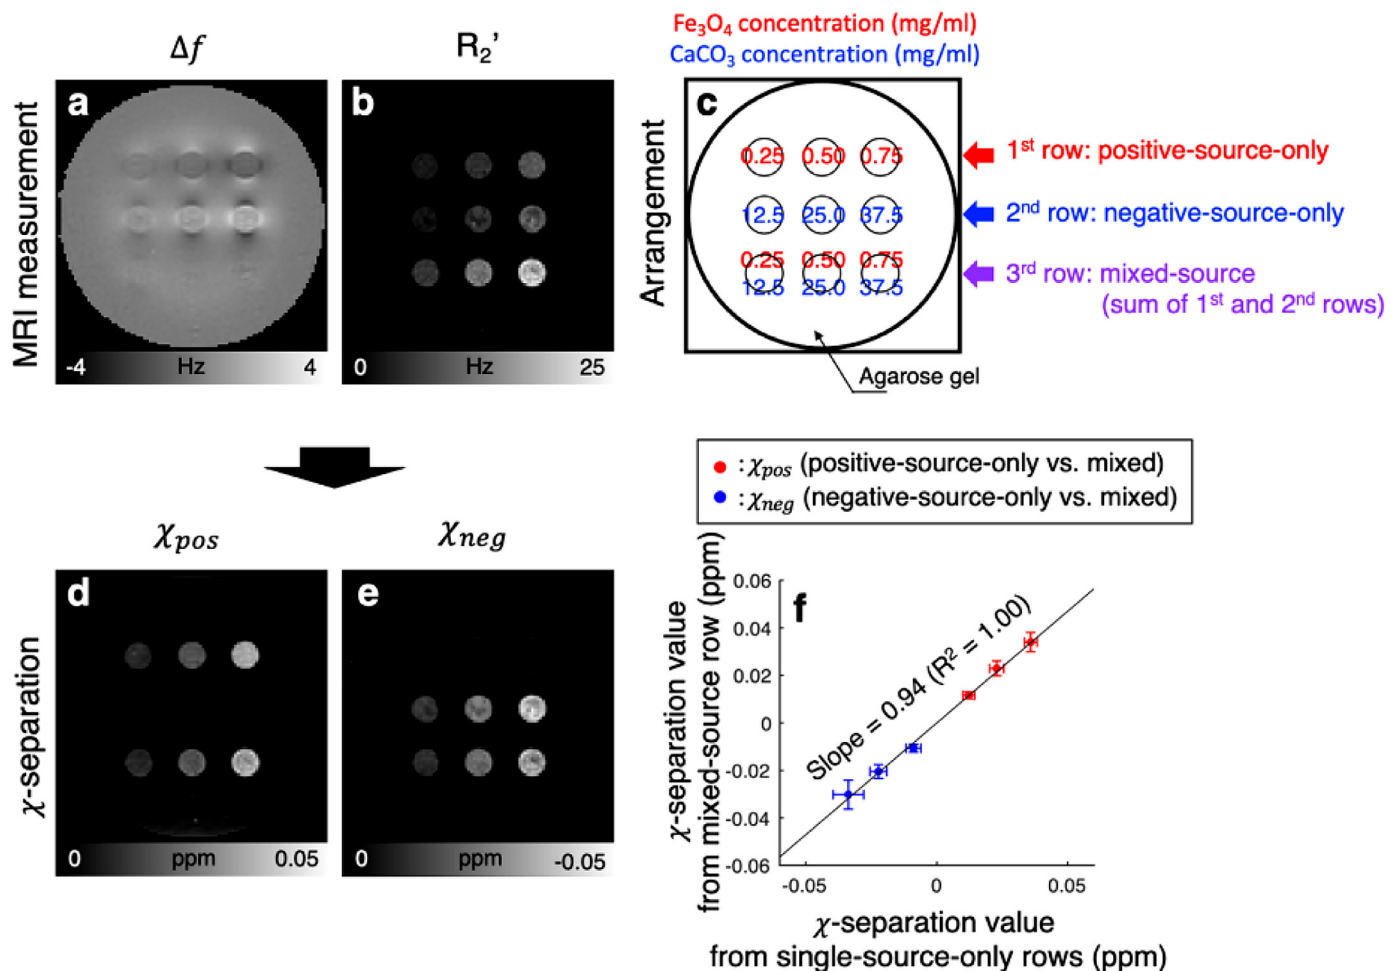 Fe₃O₄ concentration (mg/ml)
CaCO₃ concentration (mg/ml)
Δf
R₂'
MRI measurement
a
-4 Hz 4
b
0 Hz 25
Arrangement
c
0.25 0.50 0.75
12.5 25.0 37.5
0.25 0.50 0.75
12.5 25.0 37.5
Agarose gel
1st row: positive-source-only
2nd row: negative-source-only
3rd row: mixed-source
(sum of 1st and 2nd rows)
χpos
χneg
χ-separation
d
0 ppm 0.05
e
0 ppm -0.05
: χpos (positive-source-only vs. mixed)
: χneg (negative-source-only vs. mixed)
χ-separation value
from mixed-source row (ppm)
f
0.06
0.04
0.02
0
-0.02
-0.04
-0.06
Slope = 0.94 (R² = 1.00)
-0.05 0 0.05
χ-separation value
from single-source-only rows (ppm)